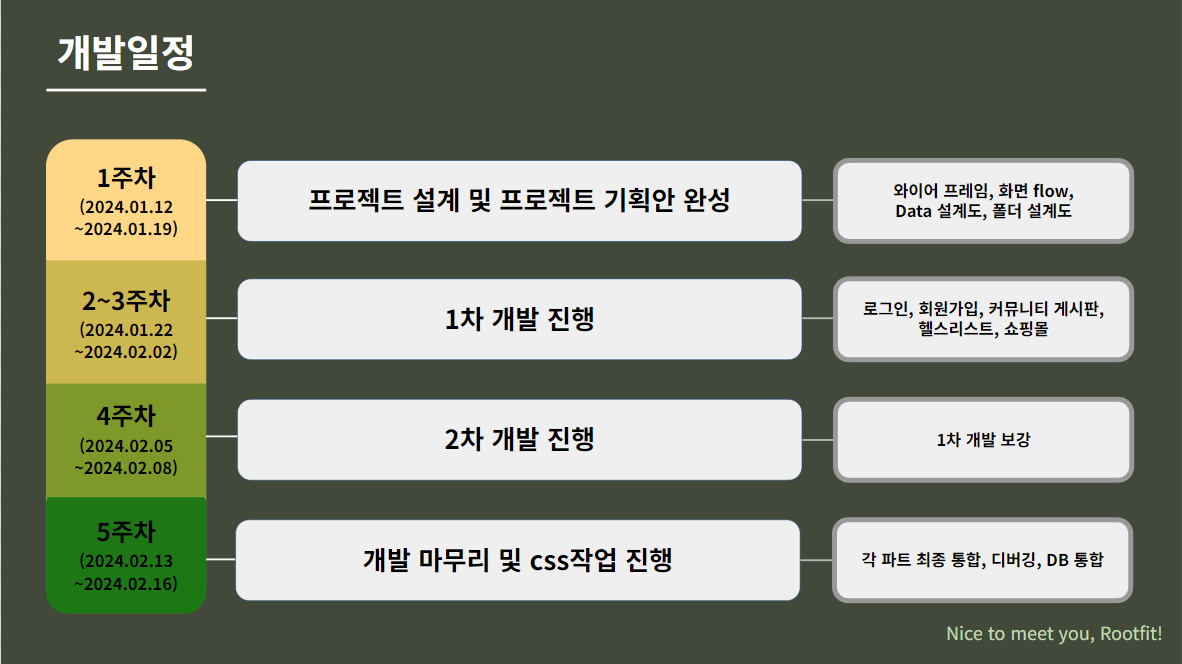 개발일정
1주차
(2024.01.12
~2024.01.19)
프로젝트 설계 및 프로젝트 기획안 완성
와이어 프레임, 화면 flow,
Data 설계도, 폴더 설계도
2~3주차
(2024.01.22
~2024.02.02)
1차 개발 진행
로그인, 회원가입, 커뮤니티 게시판,
헬스리스트, 쇼핑몰
4주차
(2024.02.05
~2024.02.08)
2차 개발 진행
1차 개발 보강
5주차
(2024.02.13
~2024.02.16)
개발 마무리 및 css작업 진행
각 파트 최종 통합, 디버깅, DB 통합
Nice to meet you, Rootfit!